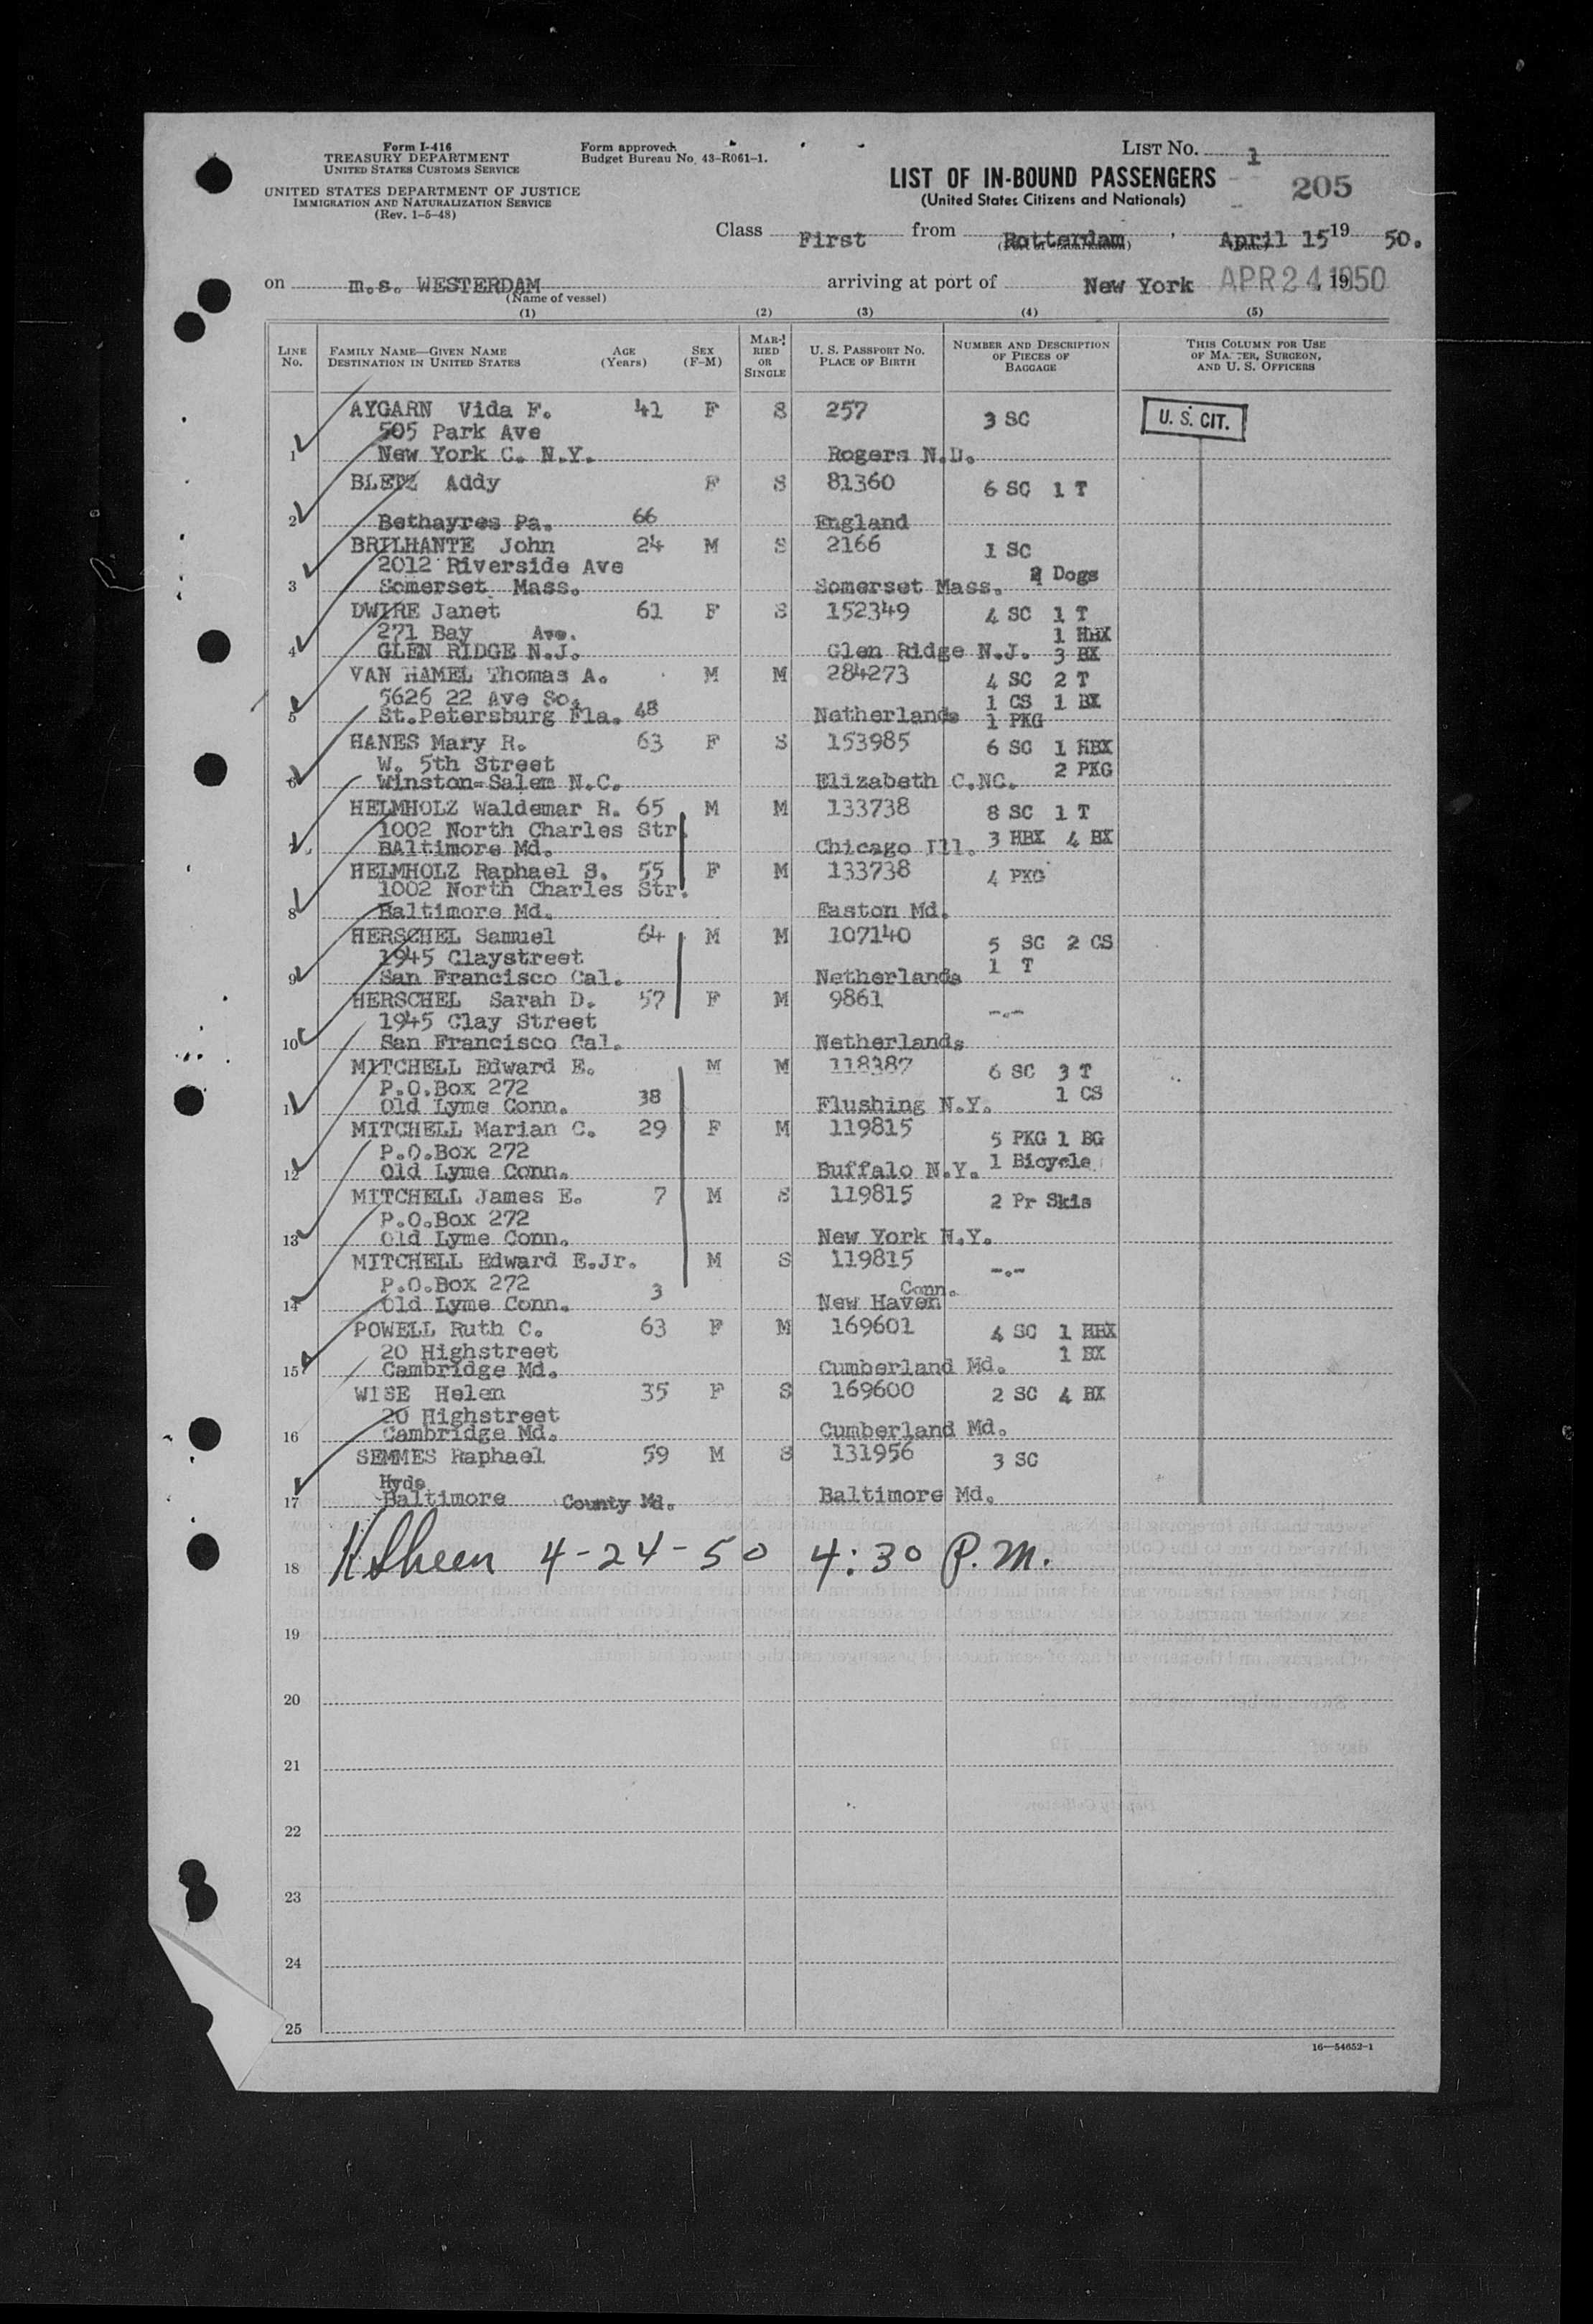 Form I-416
TREASURY DEPARTMENT
UNITED STATES CUSTOMS SERVICE
UNITED STATES DEPARTMENT OF JUSTICE
IMMIGRATION AND NATURALIZATION SERVICE
(Rev. 1-5-48)
Form approved.
Budget Bureau No. 43-R061-1.
LIST NO. 1
LIST OF IN-BOUND PASSENGERS
(United States Citizens and Nationals)
205
Class First from Rotterdam, April 15 19 50.
on m.s. WESTERDAM arriving at port of New York APR 24 1950, 19
(Name of vessel)
(1) (2) (3) (4) (5)
LINE NO. FAMILY NAME—GIVEN NAME DESTINATION IN UNITED STATES AGE (Years) SEX (F-M) MARRIED OR SINGLE U. S. PASSPORT NO. PLACE OF BIRTH NUMBER AND DESCRIPTION OF PIECES OF BAGGAGE THIS COLUMN FOR USE OF MASTER, SURGEON, AND U. S. OFFICERS
AYGARN Vida F. 41 F S 257 3 SC U. S. CIT.
505 Park Ave
1 New York C. N.Y. Rogers N.D.
BLETZ Addy F S 81360 6 SC 1 T
2 Bethayres Pa. 66 England
BRILHANTE John 24 M S 2166 1 SC
2012 Riverside Ave Dogs
3 Somerset Mass. Somerset Mass.
DWIRE Janet 61 F S 152349 4 SC 1 T
271 Bay Ave. 1 HBX
4 GLEN RIDGE N.J. Glen Ridge N.J. 3 BX
VAN HAMEL Thomas A. M M 284273 4 SC 2 T
5626 22 Ave So. 1 CS 1 BX
5 St.Petersburg Fla. 48 Netherlands 1 PKG
HANES Mary R. 63 F S 153985 6 SC 1 HBX
W. 5th Street 2 PKG
6 Winston-Salem N.C. Elizabeth C.NC.
HELMHOLZ Waldemar R. 65 M M 133738 8 SC 1 T
1002 North Charles Str. 3 HBX 4 BX
7 BAltimore Md. Chicago Ill.
HELMHOLZ Raphael S. 55 F M 133738 4 PKG
1002 North Charles Str.
8 Baltimore Md. Easton Md.
HERSCHEL Samuel 64 M M 107140 5 SC 2 CS
1945 Claystreet 1 T
9 San Francisco Cal. Netherlands
HERSCHEL Sarah D. 57 F M 9861 -.-
1945 Clay Street
10 San Francisco Cal. Netherlands
MITCHELL Edward E. M M 118387 6 SC 3 T
P.O.Box 272 1 CS
11 Old Lyme Conn. 38 Flushing N.Y.
MITCHELL Marian C. 29 F M 119815 5 PKG 1 BG
P.O.Box 272 1 Bicycle
12 Old Lyme Conn. Buffalo N.Y.
MITCHELL James E. 7 M S 119815 2 Pr Skis
P.O.Box 272
13 Old Lyme Conn. New York N.Y.
MITCHELL Edward E.Jr. M S 119815 -.-
P.O.Box 272 3 Conn.
14 Old Lyme Conn. New Haven
POWELL Ruth C. 63 F M 169601 4 SC 1 HBX
20 Highstreet 1 BX
15 Cambridge Md. Cumberland Md.
WISE Helen 35 F S 169600 2 SC 4 BX
20 Highstreet
16 Cambridge Md. Cumberland Md.
SEMMES Raphael 59 M S 131956 3 SC
Hyde
17 Baltimore County Md. Baltimore Md.
18 4-24-50 4:30 P.M.
19
20
21
22
23
24
25
16—54652-1